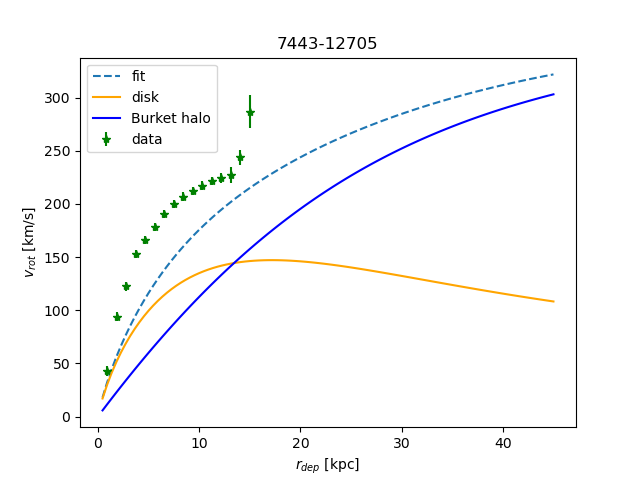 7443-12705
fit
disk
Burket halo
data
300
250
200
150
100
50
0
v_rot [km/s]
0 10 20 30 40
r_dep [kpc]